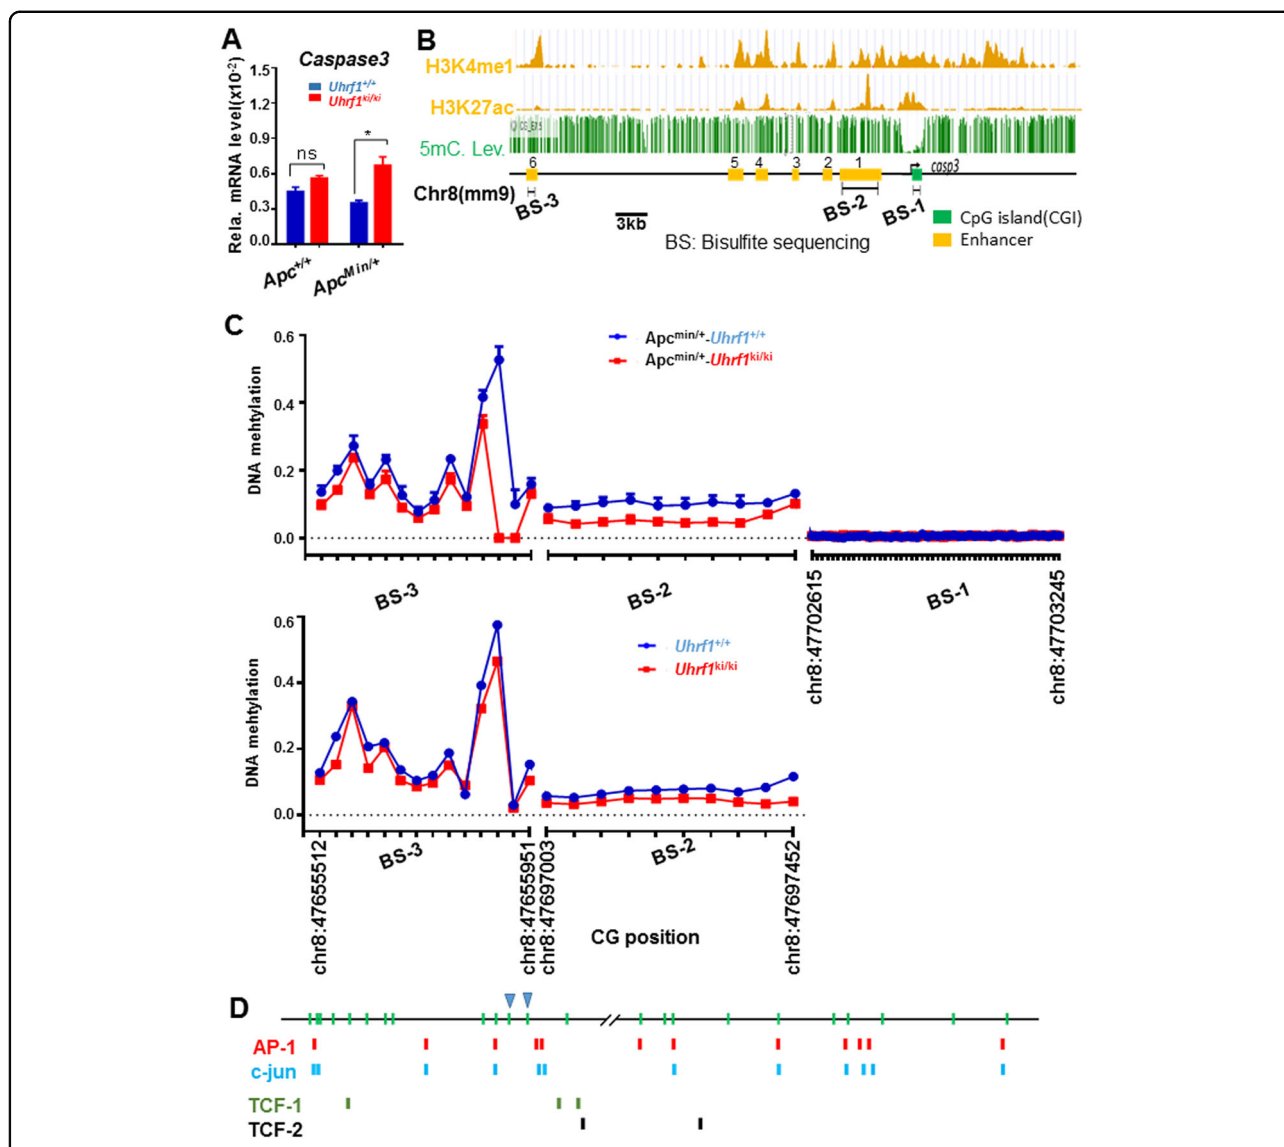 A
Caspase3
Uhrf1+/+
Uhrf1ki/ki
Rela. mRNA level(x10-2)
1.5
1.2
0.9
0.6
0.3
0.0
ns
*
Apc+/+
ApcMin/+
B
H3K4me1
H3K27ac
5mC. Lev.
6
5
4
3
2
1
casp3
Chr8(mm9)
BS-3
3kb
BS-2
BS-1
BS: Bisulfite sequencing
CpG island(CGI)
Enhancer
C
DNA mehtylation
0.6
0.4
0.2
0.0
Apcmin/+-Uhrf1+/+
Apcmin/+-Uhrf1ki/ki
BS-3
BS-2
BS-1
chr8:47702615
chr8:47703245
DNA mehtylation
0.6
0.4
0.2
0.0
Uhrf1+/+
Uhrf1ki/ki
BS-3
BS-2
chr8:47655512
chr8:47655951
chr8:47697003
chr8:47697452
CG position
D
AP-1
c-jun
TCF-1
TCF-2